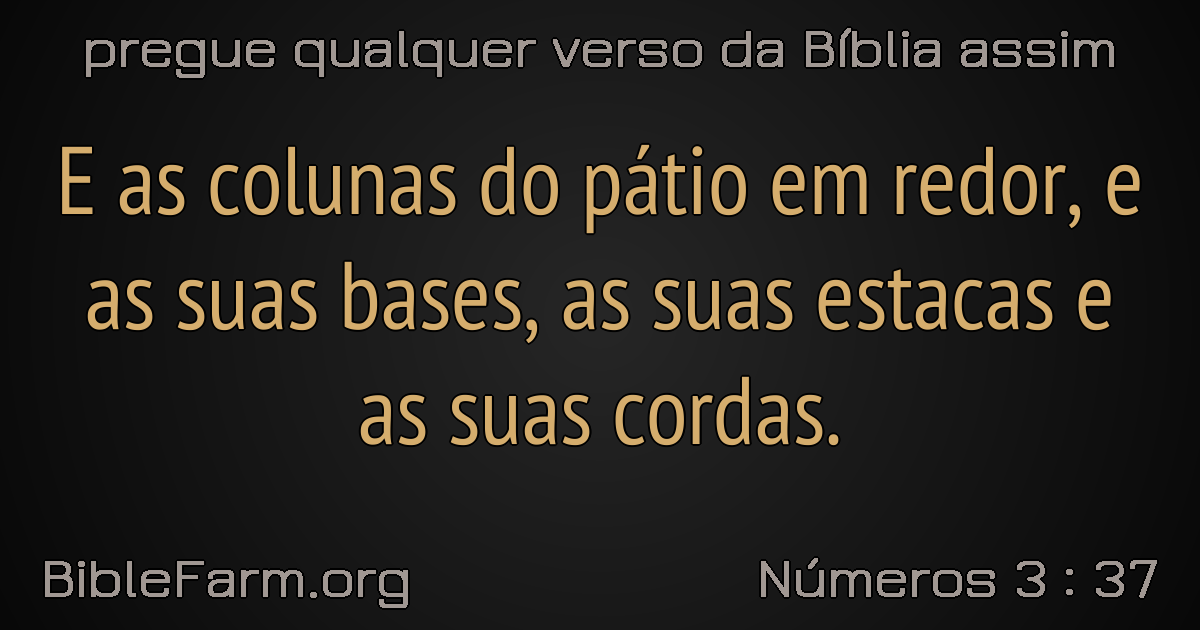 pregue qualquer verso da Bíblia assim
E as colunas do pátio em redor, e
as suas bases, as suas estacas e
as suas cordas.
BibleFarm.org
Números 3 : 37